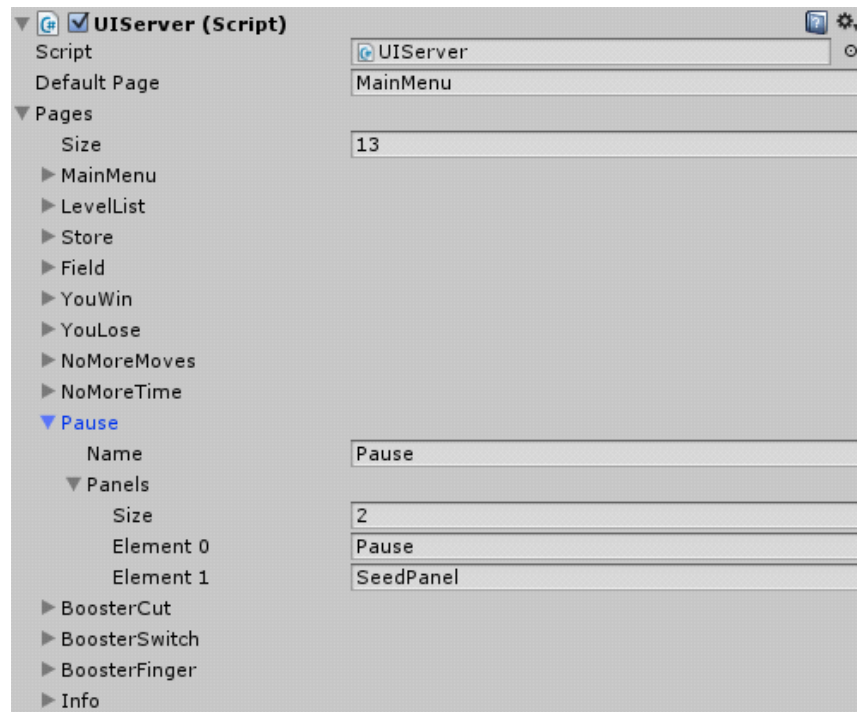 UIServer (Script)
Script UIServer
Default Page MainMenu
Pages
Size 13
MainMenu
LevelList
Store
Field
YouWin
YouLose
NoMoreMoves
NoMoreTime
Pause
Name Pause
Panels
Size 2
Element 0 Pause
Element 1 SeedPanel
BoosterCut
BoosterSwitch
BoosterFinger
Info